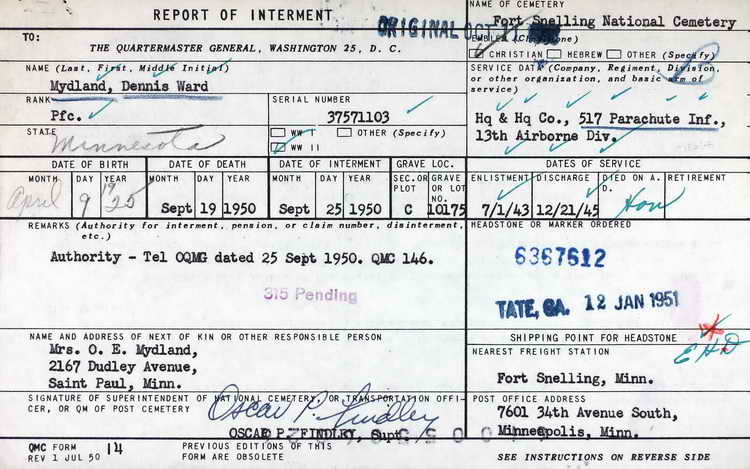 REPORT OF INTERMENT
ORIGINAL OCT
NAME OF CEMETERY
Fort Snelling National Cemetery
TO:
THE QUARTERMASTER GENERAL, WASHINGTON 25, D. C.
EMBLEM (Check one)
CHRISTIAN HEBREW OTHER (Specify)
NAME (Last, First, Middle Initial)
Mydland, Dennis Ward
SERVICE DATA (Company, Regiment, Division, or other organization, and basic arm of service)
RANK
Pfc.
SERIAL NUMBER
37571103
Hq & Hq Co., 517 Parachute Inf.,
13th Airborne Div.
STATE
Minnesota
WW I OTHER (Specify)
WW II
DATE OF BIRTH DATE OF DEATH DATE OF INTERMENT GRAVE LOC. DATES OF SERVICE
MONTH DAY YEAR MONTH DAY YEAR MONTH DAY YEAR SEC.OR PLOT GRAVE OR LOT NO. ENLISTMENT DISCHARGE DIED ON A. D. RETIREMENT
April 9 1925 Sept 19 1950 Sept 25 1950 C 10175 7/1/43 12/21/45 Hon
REMARKS (Authority for interment, pension, or claim number, disinterment, etc.)
Authority - Tel OQMG dated 25 Sept 1950. QMC 146.
315 Pending
HEADSTONE OR MARKER ORDERED
6367612
TATE, GA. 12 JAN 1951
NAME AND ADDRESS OF NEXT OF KIN OR OTHER RESPONSIBLE PERSON
Mrs. O. E. Mydland,
2167 Dudley Avenue,
Saint Paul, Minn.
SHIPPING POINT FOR HEADSTONE
EHD
NEAREST FREIGHT STATION
Fort Snelling, Minn.
SIGNATURE OF SUPERINTENDENT OF NATIONAL CEMETERY, OR TRANSPORTATION OFFICER, OR QM OF POST CEMETERY
Oscar P. Findley
OSCAR P. FINDLEY, Supt.
POST OFFICE ADDRESS
7601 34th Avenue South,
Minneapolis, Minn.
QMC FORM 14
REV 1 JUL 50
PREVIOUS EDITIONS OF THIS FORM ARE OBSOLETE
SEE INSTRUCTIONS ON REVERSE SIDE